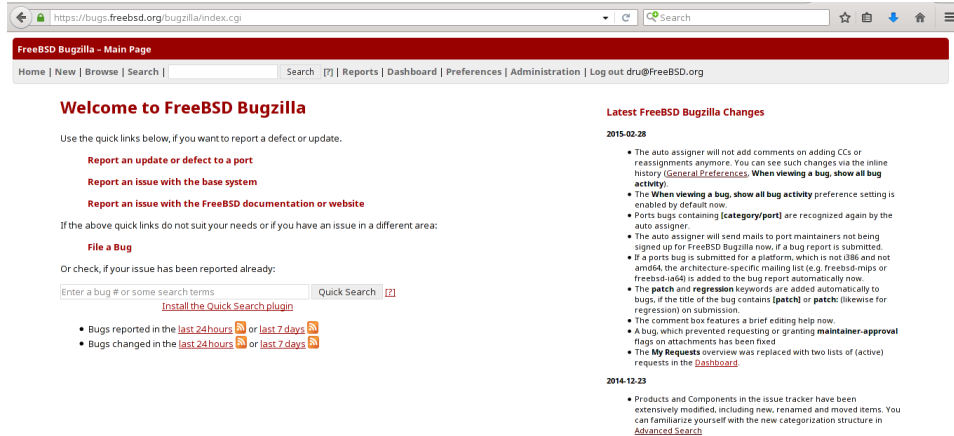 https://bugs.freebsd.org/bugzilla/index.cgi
Search
FreeBSD Bugzilla – Main Page
Home | New | Browse | Search | Search [?] | Reports | Dashboard | Preferences | Administration | Log out dru@FreeBSD.org
Welcome to FreeBSD Bugzilla
Use the quick links below, if you want to report a defect or update.
Report an update or defect to a port
Report an issue with the base system
Report an issue with the FreeBSD documentation or website
If the above quick links do not suit your needs or if you have an issue in a different area:
File a Bug
Or check, if your issue has been reported already:
Enter a bug # or some search terms Quick Search [?]
Install the Quick Search plugin
• Bugs reported in the last 24 hours or last 7 days
• Bugs changed in the last 24 hours or last 7 days
Latest FreeBSD Bugzilla Changes
2015-02-28
• The auto assigner will not add comments on adding CCs or
reassignments anymore. You can see such changes via the inline
history (General Preferences, When viewing a bug, show all bug
activity).
• The When viewing a bug, show all bug activity preference setting is
enabled by default now.
• Ports bugs containing [category/port] are recognized again by the
auto assigner.
• The auto assigner will send mails to port maintainers not being
signed up for FreeBSD Bugzilla now, if a bug report is submitted.
• If a ports bug is submitted for a platform, which is not i386 and not
amd64, the architecture-specific mailing list (e.g. freebsd-mips or
freebsd-ia64) is added to the bug report automatically now.
• The patch and regression keywords are added automatically to
bugs, if the title of the bug contains [patch] or patch: (likewise for
regression) on submission.
• The comment box features a brief editing help now.
• A bug, which prevented requesting or granting maintainer-approval
flags on attachments has been fixed
• The My Requests overview was replaced with two lists of (active)
requests in the Dashboard.
2014-12-23
• Products and Components in the issue tracker have been
extensively modified, including new, renamed and moved items. You
can familiarize yourself with the new categorization structure in
Advanced Search